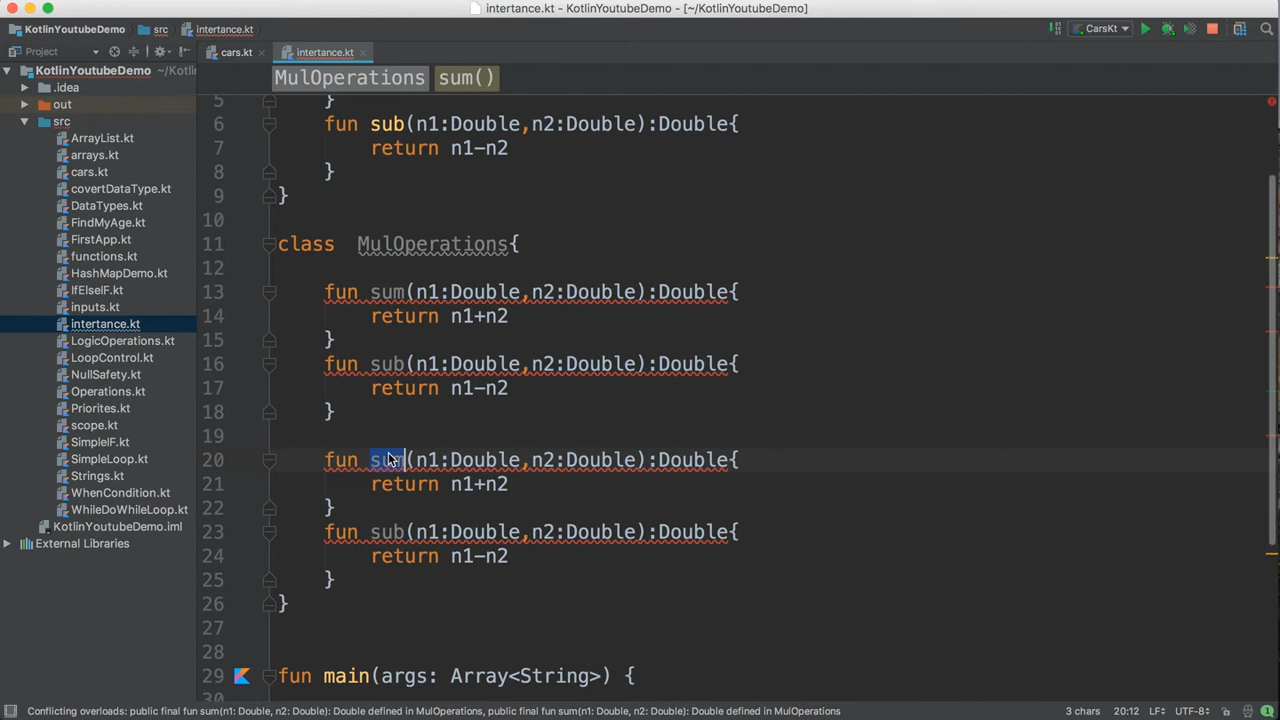 intertance.kt - KotlinYoutubeDemo - [~/KotlinYoutubeDemo]
KotlinYoutubeDemo src intertance.kt CarsKt
Project cars.kt intertance.kt
MulOperations sum()
KotlinYoutubeDemo ~/Kotlin
.idea
out
src
ArrayList.kt
arrays.kt
cars.kt
covertDataType.kt
DataTypes.kt
FindMyAge.kt
FirstApp.kt
functions.kt
HashMapDemo.kt
IfElseIF.kt
inputs.kt
intertance.kt
LogicOperations.kt
LoopControl.kt
NullSafety.kt
Operations.kt
Priorites.kt
scope.kt
SimpleIF.kt
SimpleLoop.kt
Strings.kt
WhenCondition.kt
WhileDoWhileLoop.kt
KotlinYoutubeDemo.iml
External Libraries
5 }
6 fun sub(n1:Double,n2:Double):Double{
7 return n1-n2
8 }
9 }
10
11 class MulOperations{
12
13 fun sum(n1:Double,n2:Double):Double{
14 return n1+n2
15 }
16 fun sub(n1:Double,n2:Double):Double{
17 return n1-n2
18 }
19
20 fun sum(n1:Double,n2:Double):Double{
21 return n1+n2
22 }
23 fun sub(n1:Double,n2:Double):Double{
24 return n1-n2
25 }
26 }
27
28
29 fun main(args: Array<String>) {
30
Conflicting overloads: public final fun sum(n1: Double, n2: Double): Double defined in MulOperations, public final fun sum(n1: Double, n2: Double): Double defined in MulOperations 3 chars 20:12 LF÷ UTF-8÷ 1